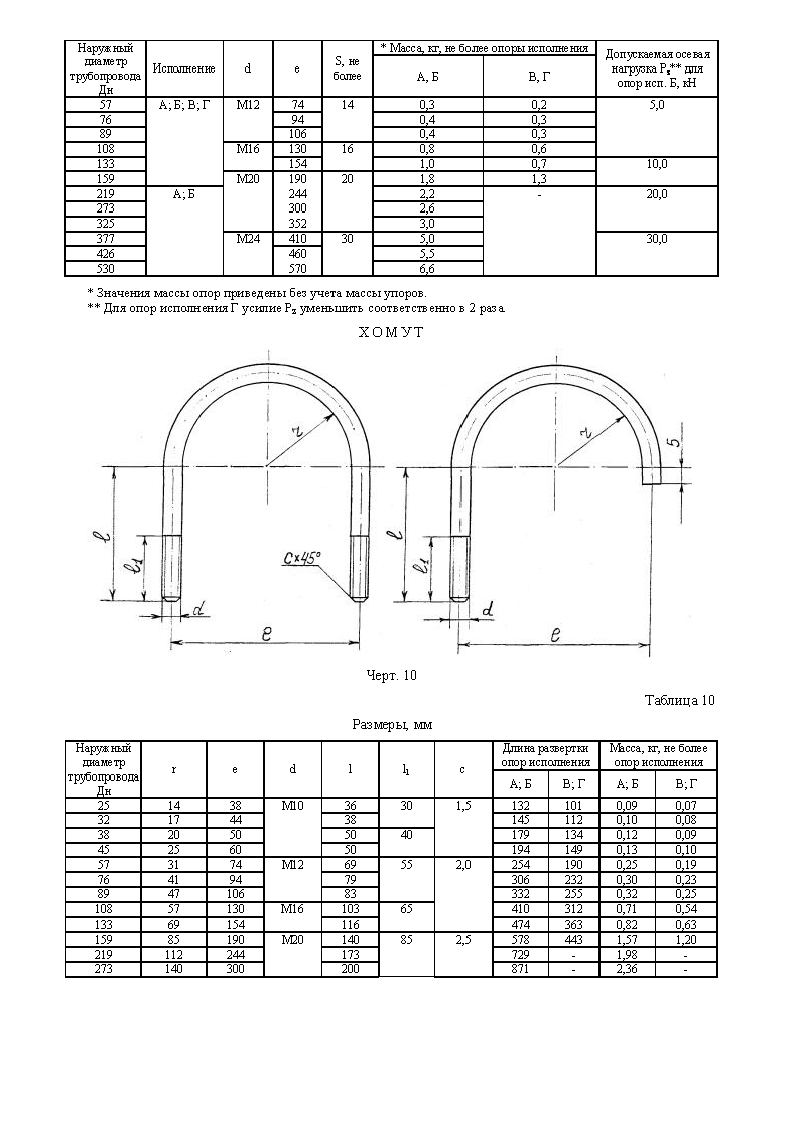 Наружный диаметр трубопровода Дн | Исполнение | d | e | S, не более | * Масса, кг, не более опоры исполнения | Допускаемая осевая нагрузка Pz** для опор исп. Б, кН
А, Б | В, Г
57 | А; Б; В; Г | М12 | 74 | 14 | 0,3 | 0,2 | 5,0
76 | 94 | 0,4 | 0,3
89 | 106 | 0,4 | 0,3
108 | М16 | 130 | 16 | 0,8 | 0,6
133 | 154 | 1,0 | 0,7 | 10,0
159 | М20 | 190 | 20 | 1,8 | 1,3
219 | А; Б | 244 | 2,2 | - | 20,0
273 | 300 | 2,6
325 | 352 | 3,0
377 | М24 | 410 | 30 | 5,0 | 30,0
426 | 460 | 5,5
530 | 570 | 6,6
* Значения массы опор приведены без учета массы упоров.
** Для опор исполнения Г усилие Pz уменьшить соответственно в 2 раза.
Х О М У Т
r
r
5
l
l1
c×45°
l
l1
d
d
e
e
Черт. 10
Таблица 10
Размеры, мм
Наружный диаметр трубопровода Дн | r | e | d | l | l1 | c | Длина развертки опор исполнения | Масса, кг, не более опор исполнения
А; Б | В; Г | А; Б | В; Г
25 | 14 | 38 | М10 | 36 | 30 | 1,5 | 132 | 101 | 0,09 | 0,07
32 | 17 | 44 | 38 | 145 | 112 | 0,10 | 0,08
38 | 20 | 50 | 50 | 40 | 179 | 134 | 0,12 | 0,09
45 | 25 | 60 | 50 | 194 | 149 | 0,13 | 0,10
57 | 31 | 74 | М12 | 69 | 55 | 2,0 | 254 | 190 | 0,25 | 0,19
76 | 41 | 94 | 79 | 306 | 232 | 0,30 | 0,23
89 | 47 | 106 | 83 | 332 | 255 | 0,32 | 0,25
108 | 57 | 130 | М16 | 103 | 65 | 410 | 312 | 0,71 | 0,54
133 | 69 | 154 | 116 | 474 | 363 | 0,82 | 0,63
159 | 85 | 190 | М20 | 140 | 85 | 2,5 | 578 | 443 | 1,57 | 1,20
219 | 112 | 244 | 173 | 729 | - | 1,98 | -
273 | 140 | 300 | 200 | 871 | - | 2,36 | -